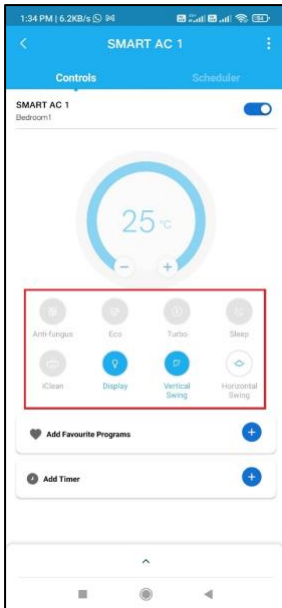 1:34 PM | 6.2KB/s
SMART AC 1
Controls Scheduler
SMART AC 1
Bedroom1
25 °C
Anti-fungus Eco Turbo Sleep
iClean Display Vertical Swing Horizontal Swing
Add Favourite Programs
Add Timer